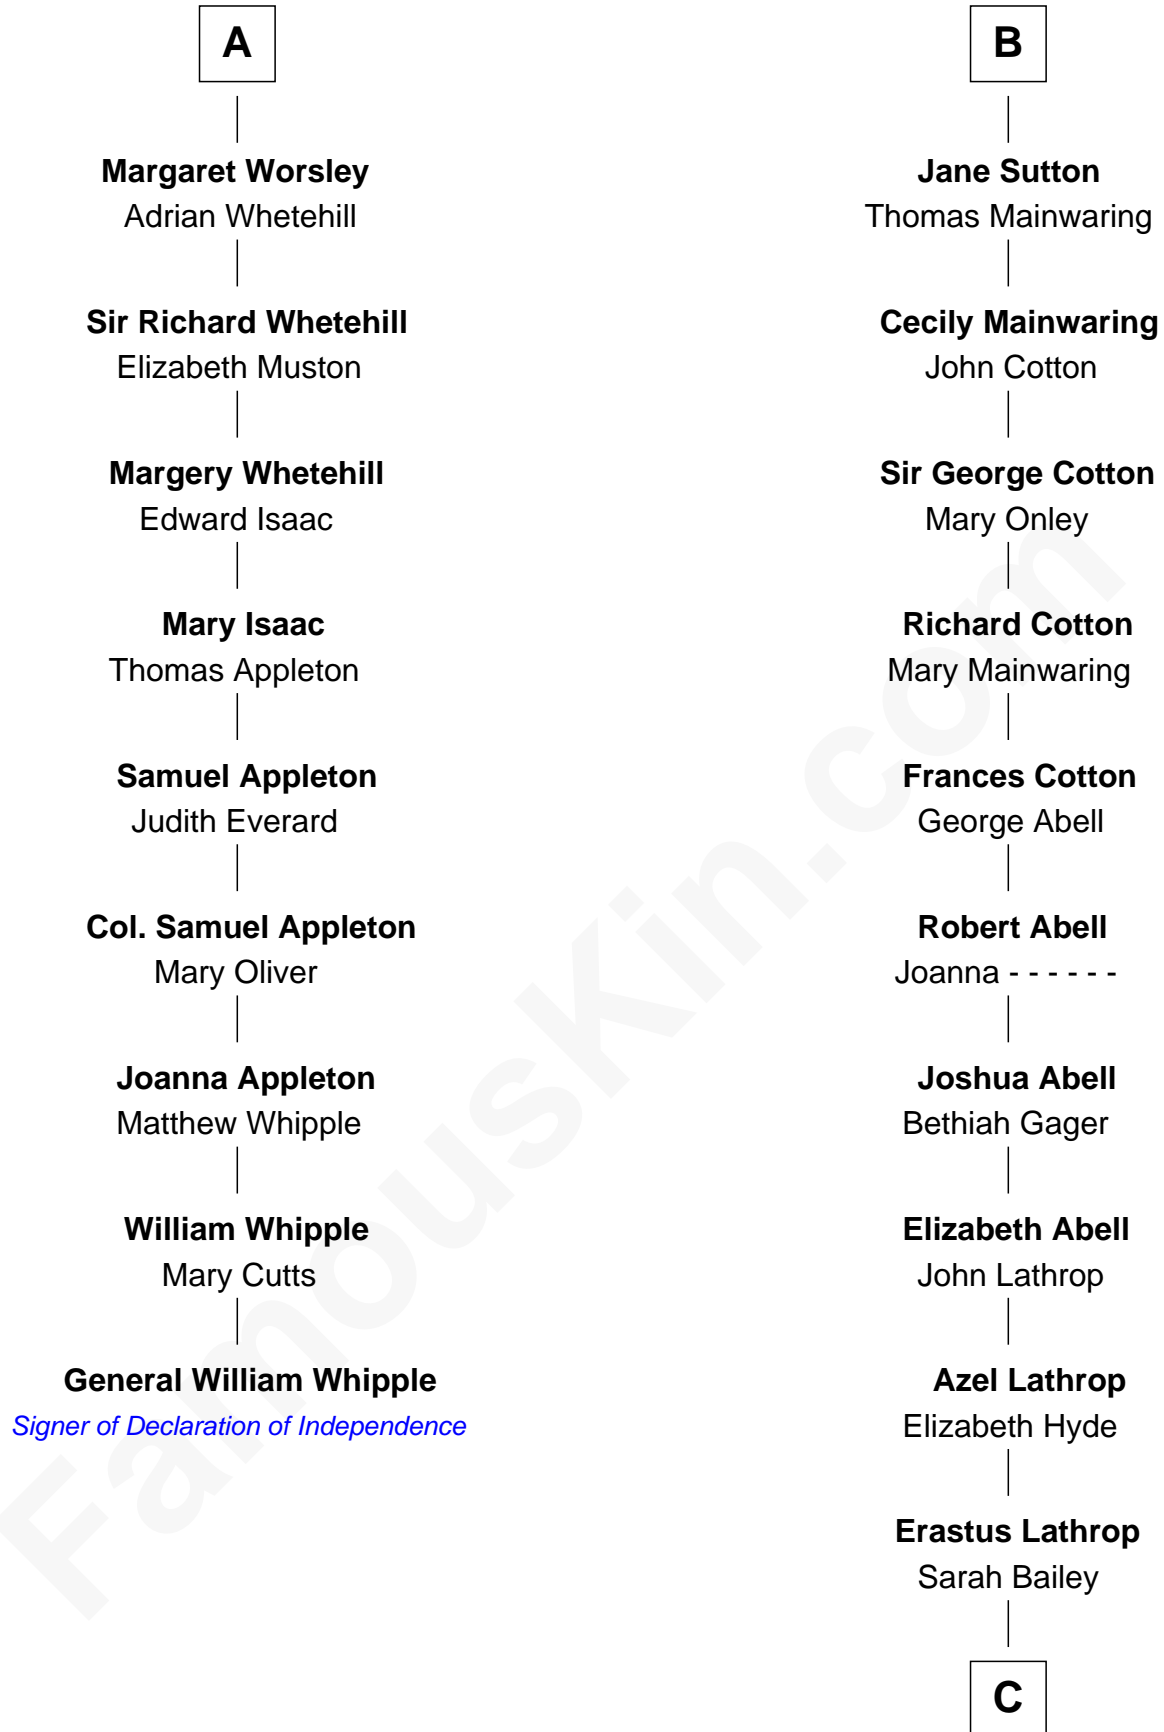 A
Margaret Worsley
Adrian Whetehill
Sir Richard Whetehill
Elizabeth Muston
Margery Whetehill
Edward Isaac
Mary Isaac
Thomas Appleton
Samuel Appleton
Judith Everard
Col. Samuel Appleton
Mary Oliver
Joanna Appleton
Matthew Whipple
William Whipple
Mary Cutts
General William Whipple
Signer of Declaration of Independence
B
Jane Sutton
Thomas Mainwaring
Cecily Mainwaring
John Cotton
Sir George Cotton
Mary Onley
Richard Cotton
Mary Mainwaring
Frances Cotton
George Abell
Robert Abell
Joanna - - - - - -
Joshua Abell
Bethiah Gager
Elizabeth Abell
John Lathrop
Azel Lathrop
Elizabeth Hyde
Erastus Lathrop
Sarah Bailey
C
FamousKin.com